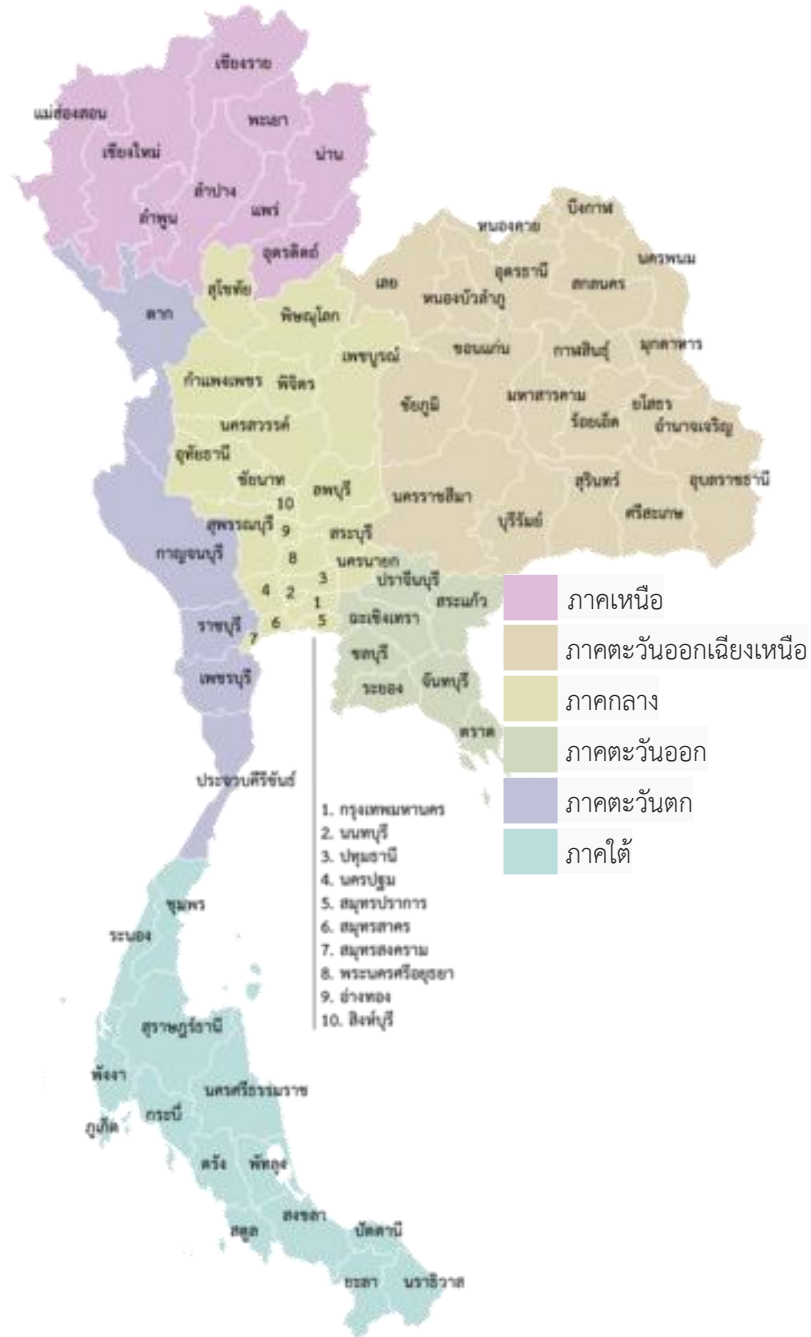 เชียงราย
แม่ฮ่องสอน
พะเยา
เชียงใหม่
น่าน
ลำปาง
แพร่
ลำพูน
อุตรดิตถ์
บึงกาฬ
หนองคาย
นครพนม
สุโขทัย
เลย
อุดรธานี
สกลนคร
หนองบัวลำภู
ตาก
พิษณุโลก
เพชบูรณ์
ขอนแก่น
กาฬสินธุ์
มุกดาหาร
กำแพงเพชร
พิจิตร
ชัยภูมิ
มหาสารคาม
ยโสธร
ร้อยเอ็ด
อำนาจเจริญ
นครสวรรค์
อุทัยธานี
ชัยนาท
ลพบุรี
นครราชสีมา
สุรินทร์
อุบลราชธานี
10
สุพรรณบุรี
9
สระบุรี
บุรีรัมย์
ศรีสะเกษ
กาญจนบุรี
8
นครนายก
ปราจีนบุรี
4
2
3
สระแก้ว
1
ราชบุรี
7
6
5
ฉะเชิงเทรา
ชลบุรี
เพชรบุรี
ระยอง
จันทบุรี
ตราด
ประจวบคีรีขันธ์
ภาคเหนือ
ภาคตะวันออกเฉียงเหนือ
ภาคกลาง
ภาคตะวันออก
ภาคตะวันตก
ภาคใต้
1. กรุงเทพมหานคร
2. นนทบุรี
3. ปทุมธานี
4. นครปฐม
5. สมุทรปราการ
6. สมุทรสาคร
7. สมุทรสงคราม
8. พระนครศรีอยุธยา
9. อ่างทอง
10. สิงห์บุรี
ชุมพร
ระนอง
สุราษฎร์ธานี
พังงา
นครศรีธรรมราช
กระบี่
ภูเก็ต
ตรัง
พัทลุง
สงขลา
สตูล
ปัตตานี
ยะลา
นราธิวาส